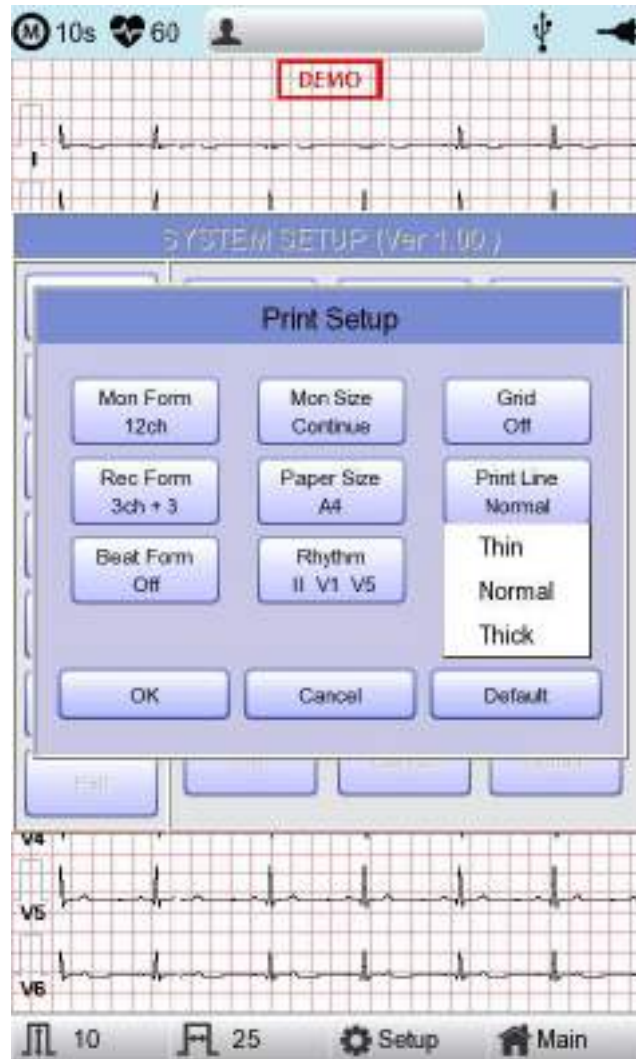 M 10s 60
DEMO
I
SYSTEM SETUP (Ver 1.00 )
Print Setup
Mon Form
12ch
Mon Size
Continue
Grid
Off
Rec Form
3ch + 3
Paper Size
A4
Print Line
Normal
Beat Form
Off
Rhythm
II V1 V5
Thin
Normal
Thick
OK
Cancel
Default
Exit
V4
V5
V6
10
25
Setup
Main